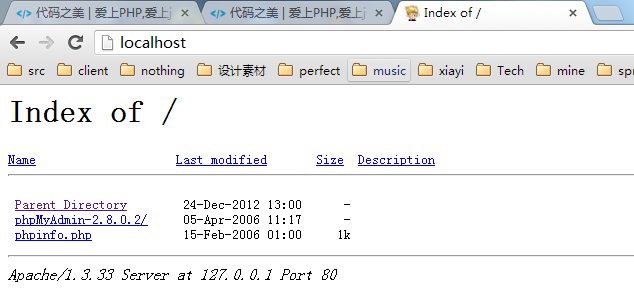 代码之美 | 爱上PHP,爱上
代码之美 | 爱上PHP,爱上
Index of /
localhost
src client nothing 设计素材 perfect music xiayi Tech mine spr
Index of /
Name Last modified Size Description
Parent Directory 24-Dec-2012 13:00 -
phpMyAdmin-2.8.0.2/ 05-Apr-2006 11:17 -
phpinfo.php 15-Feb-2006 01:00 1k
Apache/1.3.33 Server at 127.0.0.1 Port 80